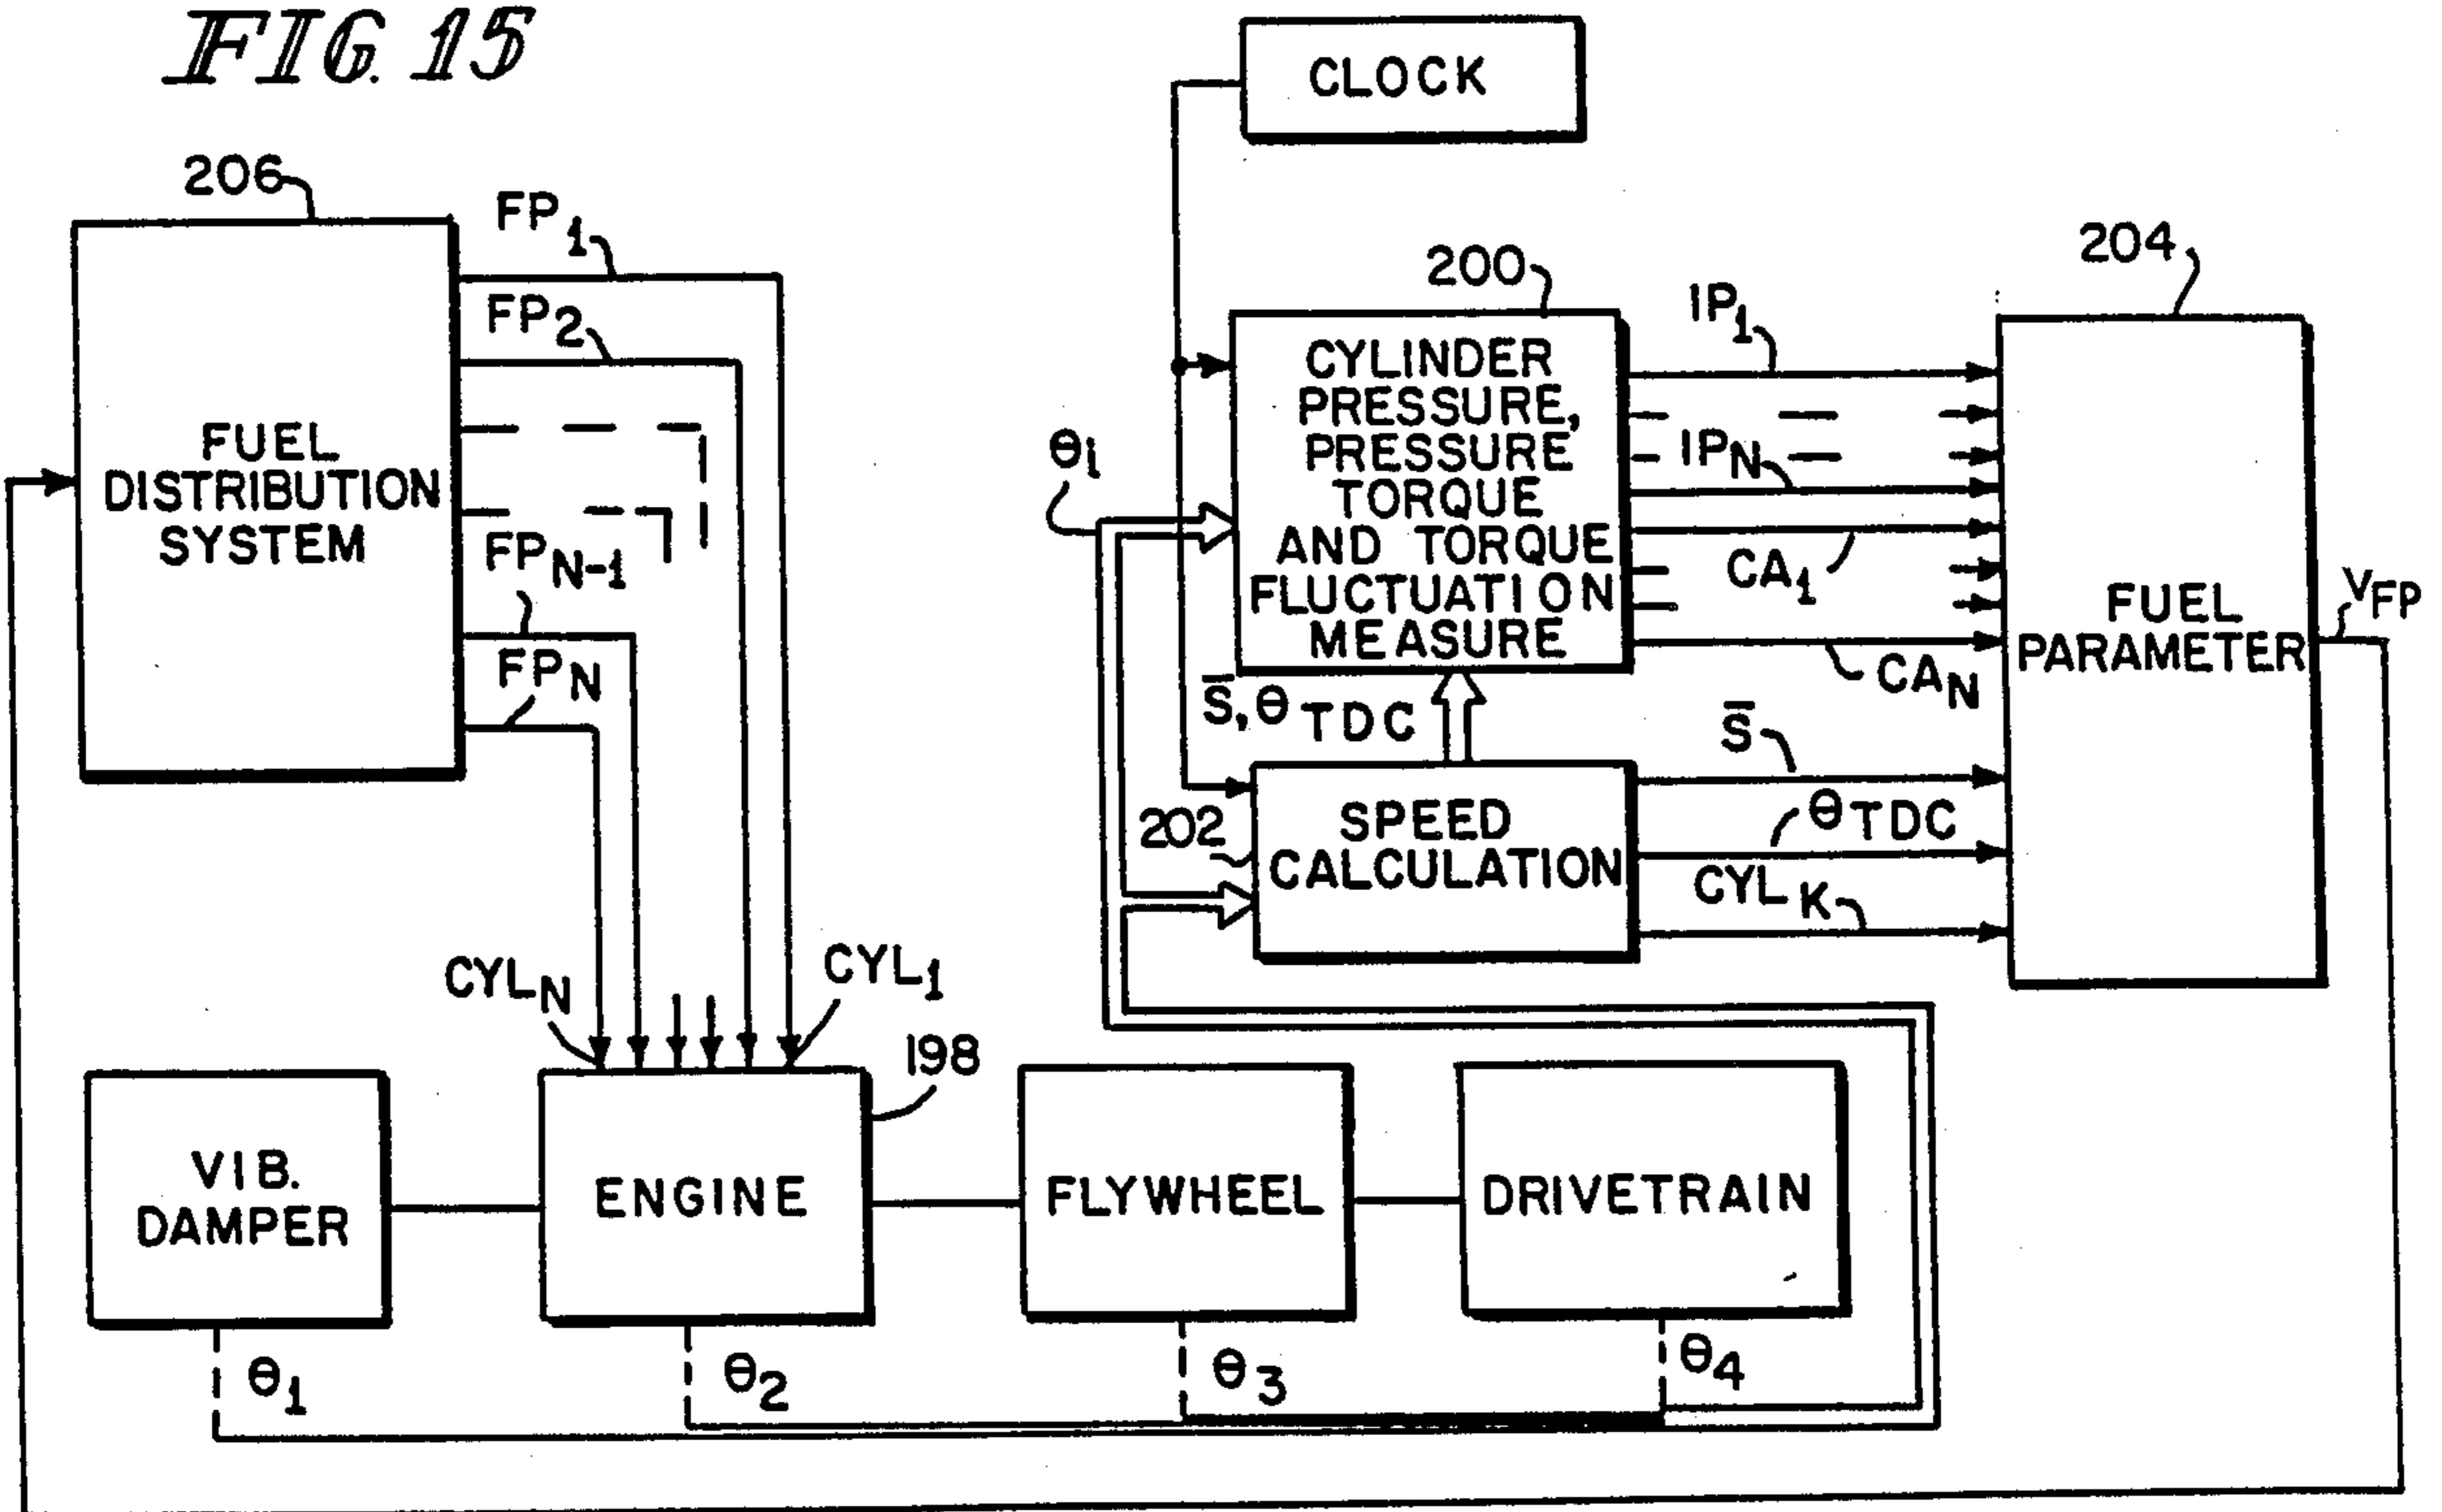 FIG. 15
CLOCK
206
FP1
FP2
FUEL
DISTRIBUTION
SYSTEM
FPN-1
FPN
200
CYLINDER
PRESSURE,
PRESSURE
TORQUE
AND TORQUE
FLUCTUATION
MEASURE
θi
IP1
IPN
CA1
CAN
204
FUEL
PARAMETER
VFP
S̄, θTDC
202
SPEED
CALCULATION
S̄
θTDC
CYLK
CYLN
CYL1
198
VIB.
DAMPER
ENGINE
FLYWHEEL
DRIVETRAIN
θ1
θ2
θ3
θ4